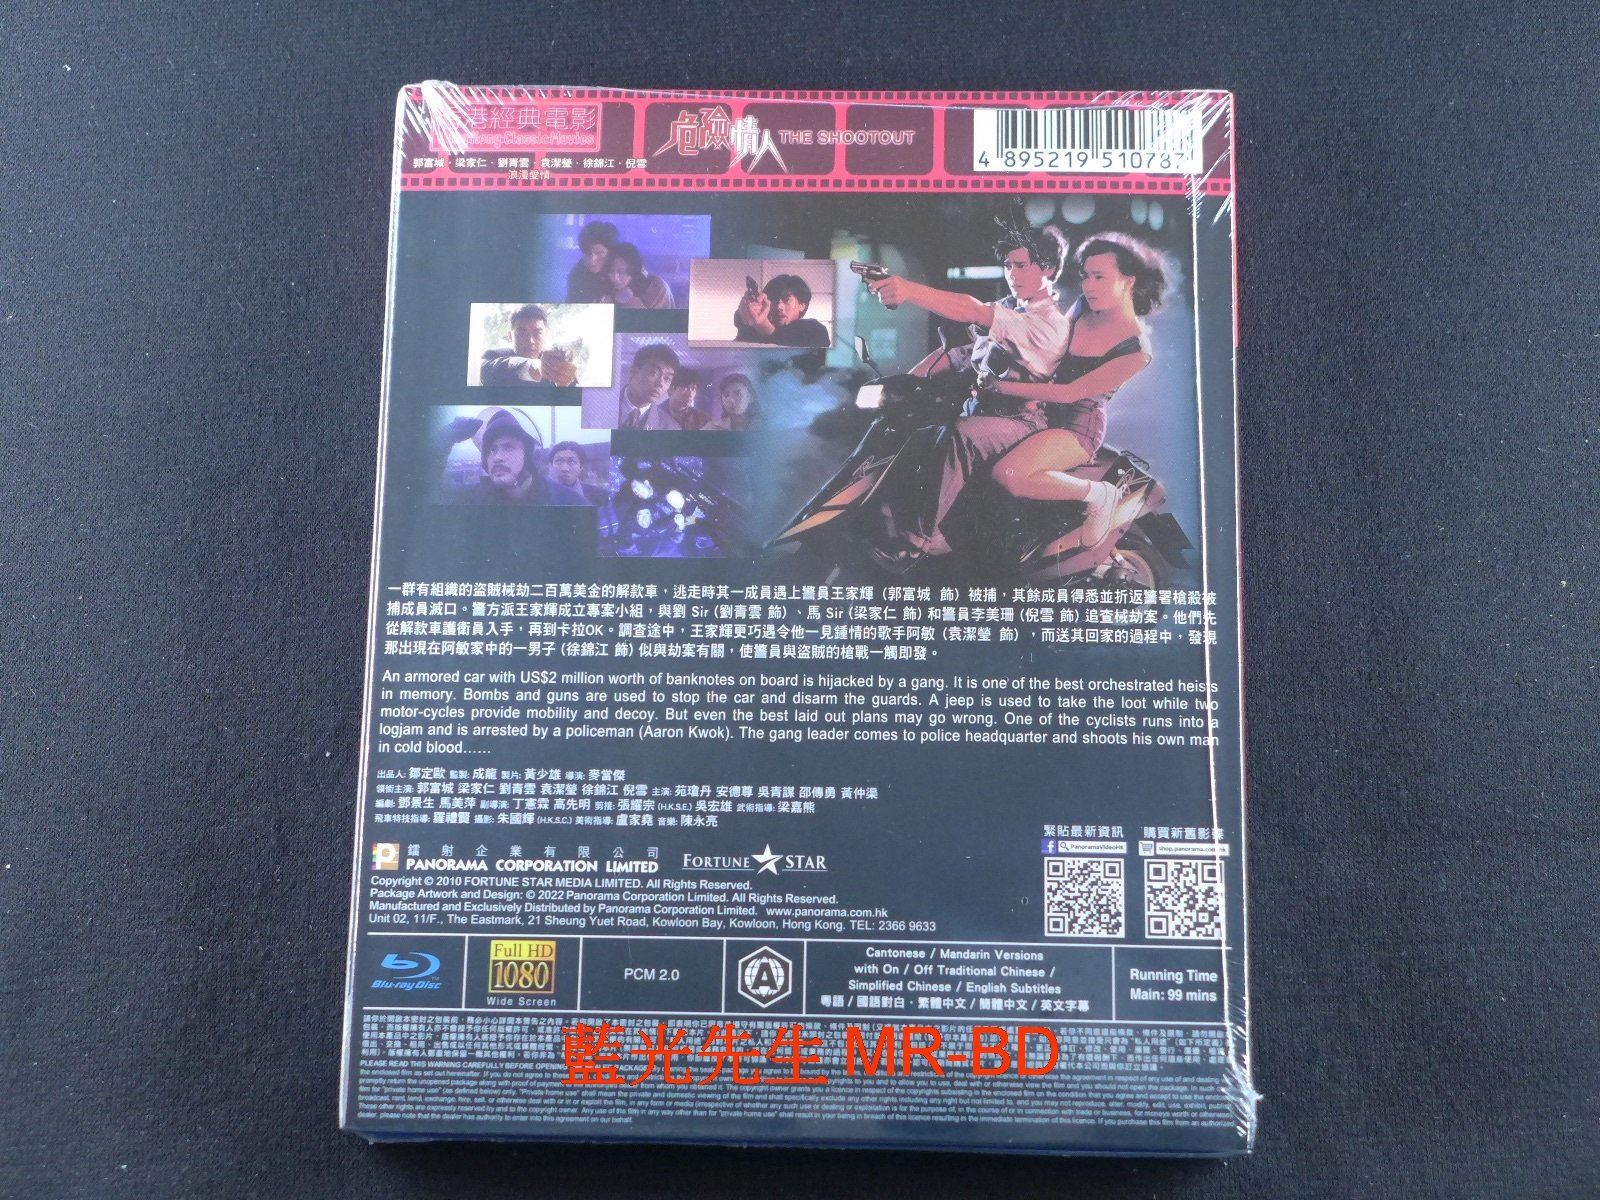 港經典電影
Hong Kong Classic Movies
郭富城‧梁家仁‧劉青雲‧袁潔瑩‧徐錦江‧倪雪
浪漫愛情
危險情人 THE SHOOTOUT
4 895219 510787
一群有組織的盜賊械劫二百萬美金的解款車，逃走時其一成員遇上警員王家輝 (郭富城 飾) 被捕，其餘成員得悉並折返警署槍殺被
捕成員滅口。警方派王家輝成立專案小組，與劉 Sir (劉青雲 飾)、馬 Sir (梁家仁 飾) 和警員李美珊 (倪雪 飾) 追查械劫案。他們先
從解款車護衛員入手，再到卡拉OK。調查途中，王家輝更巧遇令他一見鍾情的歌手阿敏 (袁潔瑩 飾)，而送其回家的過程中，發現
那出現在阿敏家中的一男子 (徐錦江 飾) 似與劫案有關，使警員與盜賊的槍戰一觸即發。
An armored car with US$2 million worth of banknotes on board is hijacked by a gang. It is one of the best orchestrated heists
in memory. Bombs and guns are used to stop the car and disarm the guards. A jeep is used to take the loot while two
motor-cycles provide mobility and decoy. But even the best laid out plans may go wrong. One of the cyclists runs into a
logjam and is arrested by a policeman (Aaron Kwok). The gang leader comes to police headquarter and shoots his own man
in cold blood......
出品人: 鄒定歐 監製: 成龍 製片: 黃少雄 導演: 麥當傑
領銜主演: 郭富城 梁家仁 劉青雲 袁潔瑩 徐錦江 倪雪 主演: 苑瓊丹 安德尊 吳青謀 邵傳勇 黃仲渠
編劇: 鄧景生 馬美萍 副導演: 丁憲霖 高先明 剪接: 張耀宗 (H.K.S.E.) 吳宏雄 武術指導: 梁嘉熊
飛車特技指導: 羅禮賢 攝影: 朱國輝 (H.K.S.C.) 美術指導: 盧家堯 音樂: 陳永亮
緊貼最新資訊 購買新舊影碟
PanoramaVideoHK shop.panorama.com.hk
鐳射企業有限公司
PANORAMA CORPORATION LIMITED
FORTUNE STAR
Copyright © 2010 FORTUNE STAR MEDIA LIMITED. All Rights Reserved.
Package Artwork and Design: © 2022 Panorama Corporation Limited. All Rights Reserved.
Manufactured and Exclusively Distributed by Panorama Corporation Limited. www.panorama.com.hk
Unit 02, 11/F., The Eastmark, 21 Sheung Yuet Road, Kowloon Bay, Kowloon, Hong Kong. TEL: 2366 9633
Blu-ray Disc
Full HD
1080
Wide Screen
PCM 2.0
A
Cantonese / Mandarin Versions
with On / Off Traditional Chinese /
Simplified Chinese / English Subtitles
粵語 / 國語對白‧繁體中文 / 簡體中文 / 英文字幕
Running Time
Main: 99 mins
藍光先生 MR-BD
PLEASE READ THIS WARNING CAREFULLY BEFORE OPENING